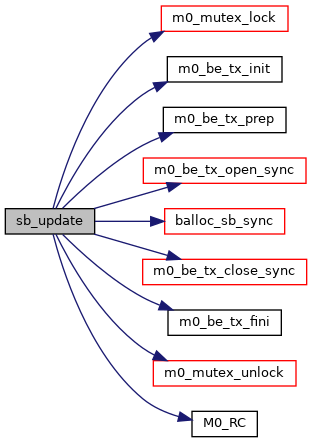 m0_mutex_lock
m0_be_tx_init
m0_be_tx_prep
m0_be_tx_open_sync
sb_update
balloc_sb_sync
m0_be_tx_close_sync
m0_be_tx_fini
m0_mutex_unlock
M0_RC